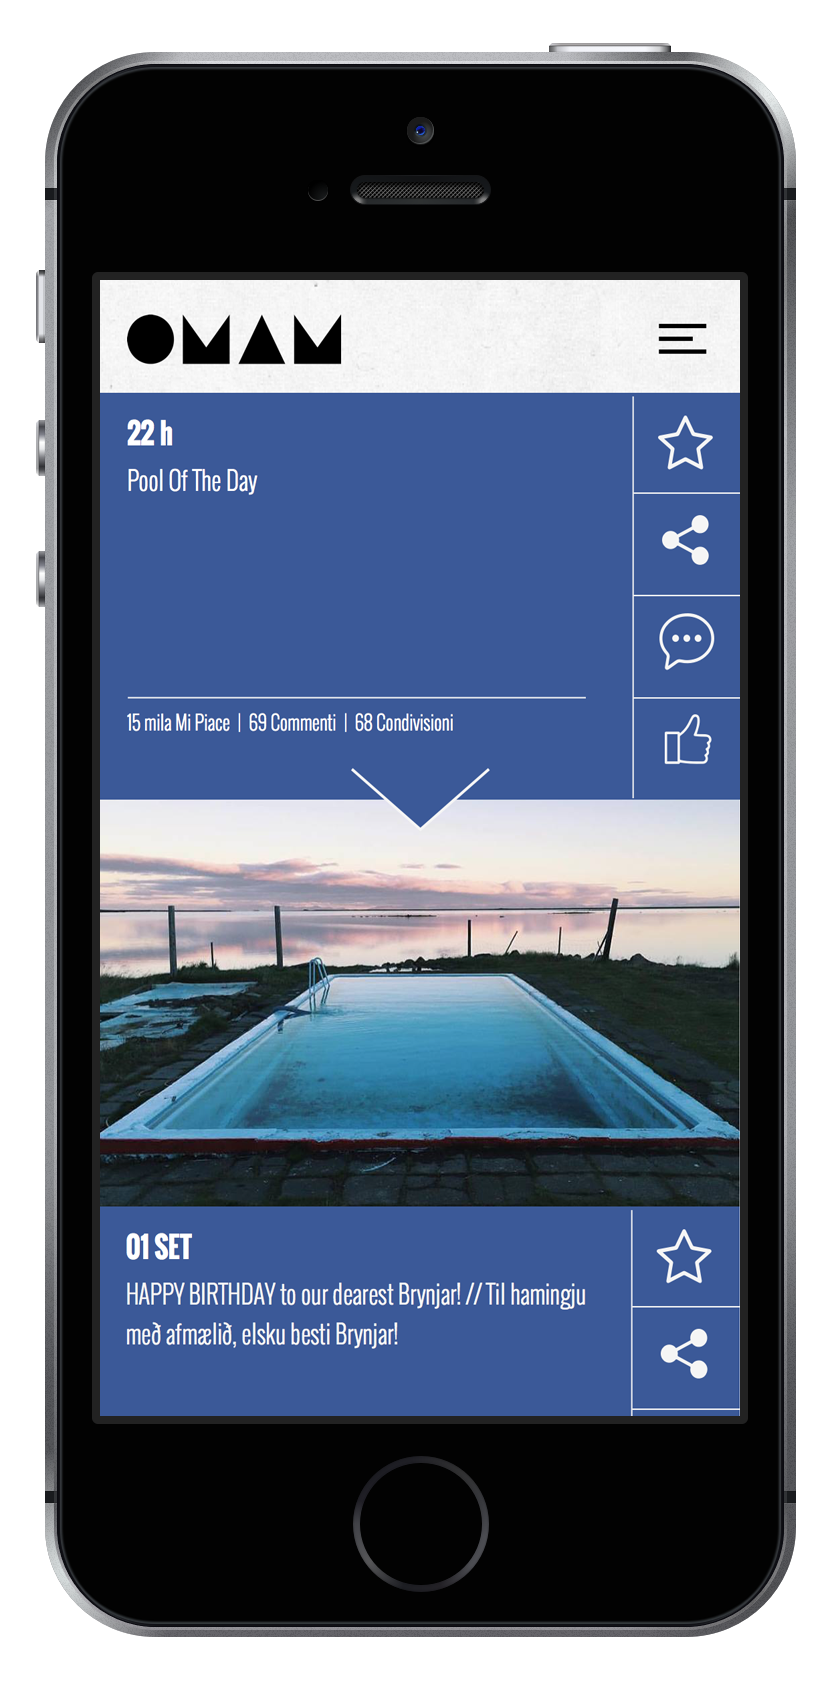 OMAM
22 h
Pool Of The Day
15 mila Mi Piace | 69 Commenti | 68 Condivisioni
01 SET
HAPPY BIRTHDAY to our dearest Brynjar! // Til hamingju
með afmælið, elsku besti Brynjar!